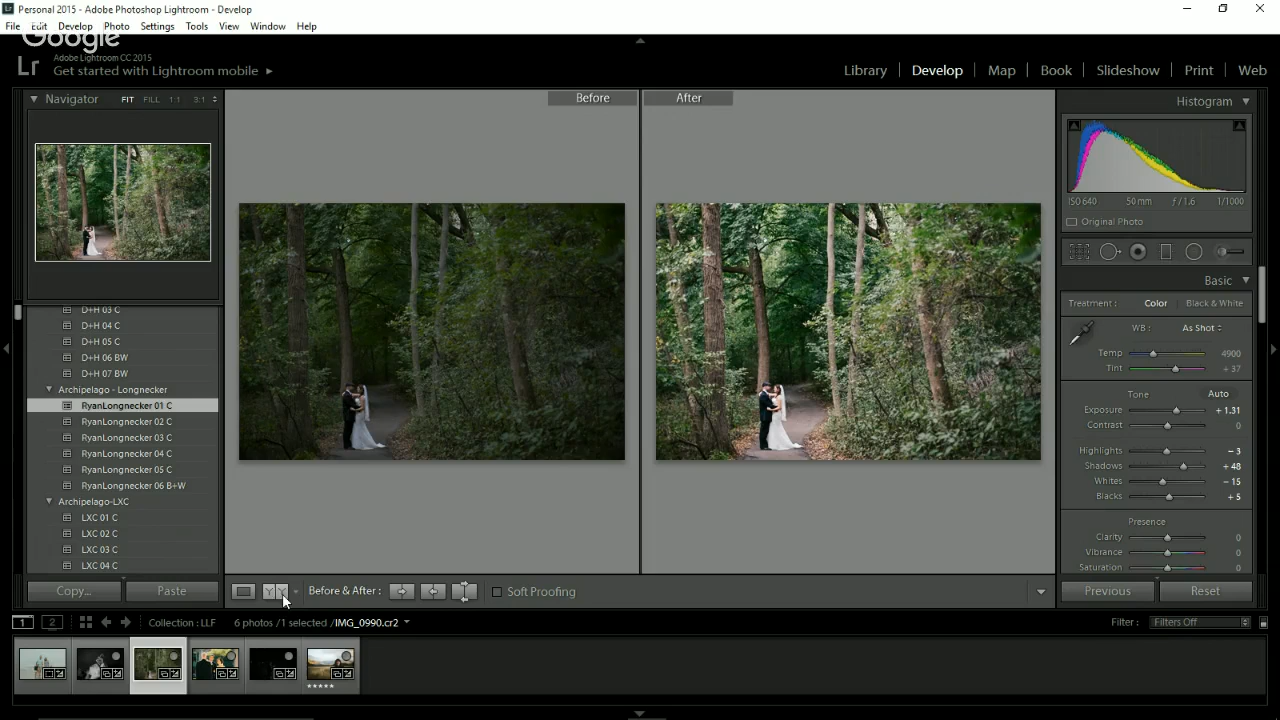 Personal 2015 - Adobe Photoshop Lightroom - Develop
File Edit Develop Photo Settings Tools View Window Help
Google
Lr
Adobe Lightroom CC 2015
Get started with Lightroom mobile
Library Develop Map Book Slideshow Print Web
Navigator FIT FILL 1:1 3:1
Before After
Histogram
ISO 640 50 mm ƒ / 1.6 1/1000
Original Photo
Basic
Treatment : Color Black & White
WB : As Shot
Temp 4900
Tint + 37
Tone Auto
Exposure + 1.31
Contrast 0
Highlights - 3
Shadows + 48
Whites - 15
Blacks + 5
Presence
Clarity 0
Vibrance 0
Saturation 0
D+H 03 C
D+H 04 C
D+H 05 C
D+H 06 BW
D+H 07 BW
Archipelago - Longnecker
RyanLongnecker 01 C
RyanLongnecker 02 C
RyanLongnecker 03 C
RyanLongnecker 04 C
RyanLongnecker 05 C
RyanLongnecker 06 B+W
Archipelago-LXC
LXC 01 C
LXC 02 C
LXC 03 C
LXC 04 C
Copy... Paste
Y Y Before & After : Soft Proofing
Previous Reset
1 2 Collection : LLF 6 photos / 1 selected / IMG_0990.cr2 Filter : Filters Off